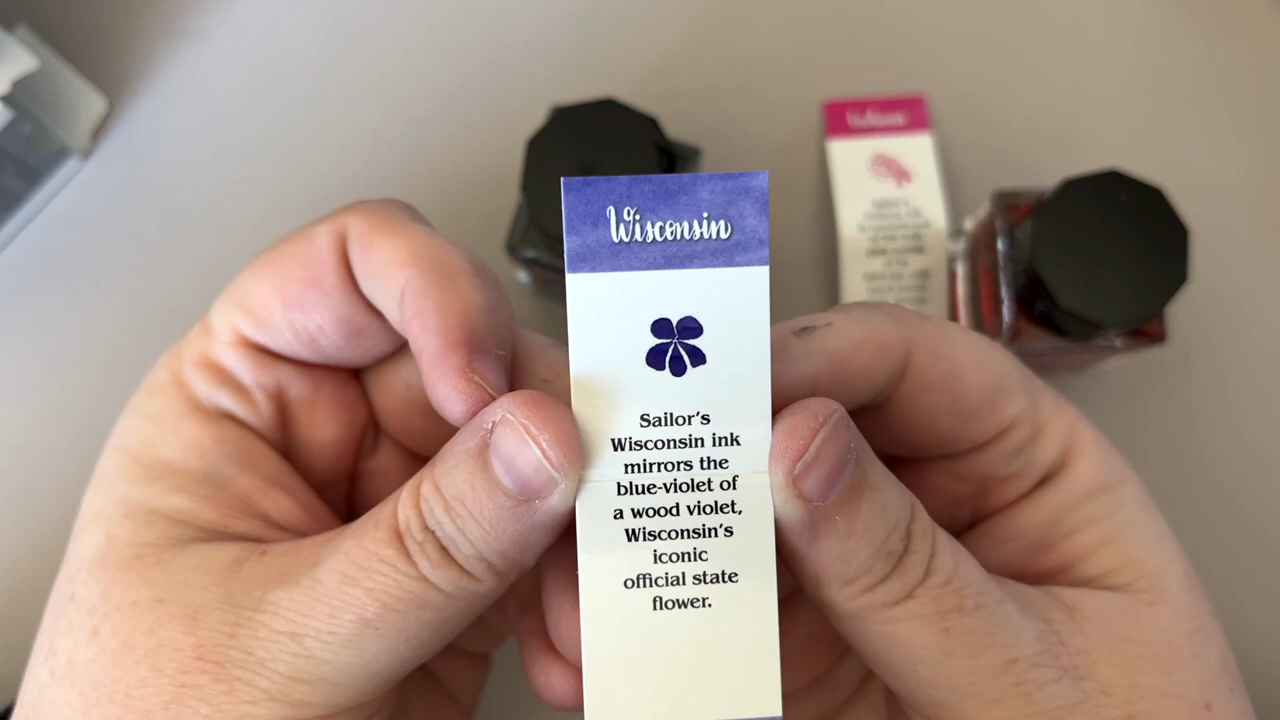 Wisconsin
Sailor's
Wisconsin ink
mirrors the
blue-violet of
a wood violet,
Wisconsin's
iconic
official state
flower.